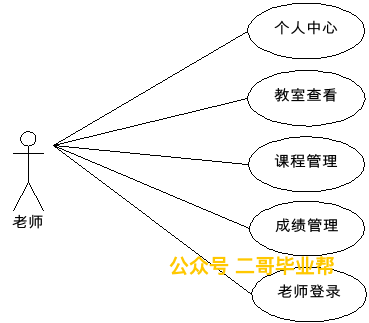 个人中心
教室查看
课程管理
老师
成绩管理
公众号 二哥毕业帮
老师登录